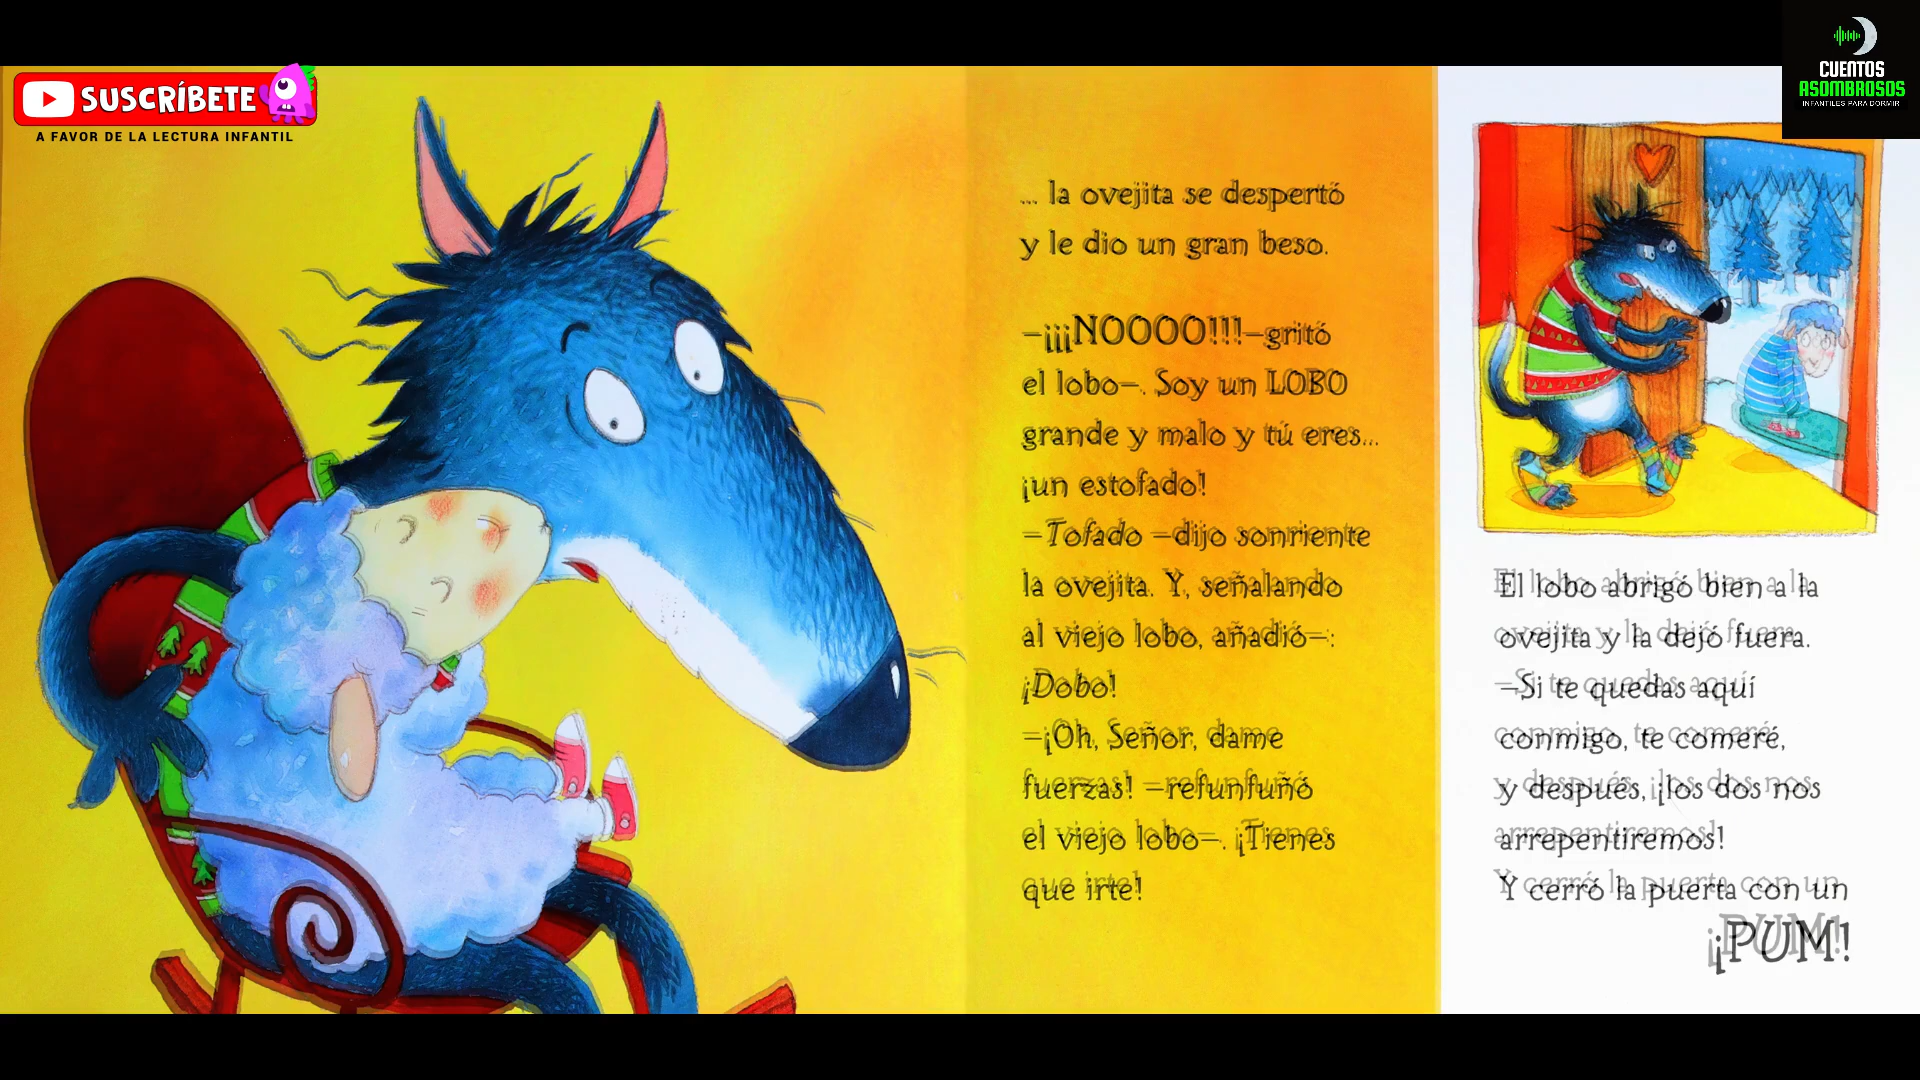 SUSCRÍBETE
A FAVOR DE LA LECTURA INFANTIL
CUENTOS
ASOMBROSOS
INFANTILES PARA DORMIR
... la ovejita se despertó
y le dio un gran beso.
—¡¡¡NOOOO!!!—gritó
el lobo—. Soy un LOBO
grande y malo y tú eres...
¡un estofado!
—Tofado —dijo sonriente
la ovejita. Y, señalando
al viejo lobo, añadió—:
¡Dobo!
—¡Oh, Señor, dame
fuerzas! —refunfuñó
el viejo lobo—. ¡Tienes
que irte!
El lobo abrigó bien a la
ovejita y la dejó fuera.
—Si te quedas aquí
conmigo, te comeré,
y después, ¡los dos nos
arrepentiremos!
Y cerró la puerta con un
¡PUM!